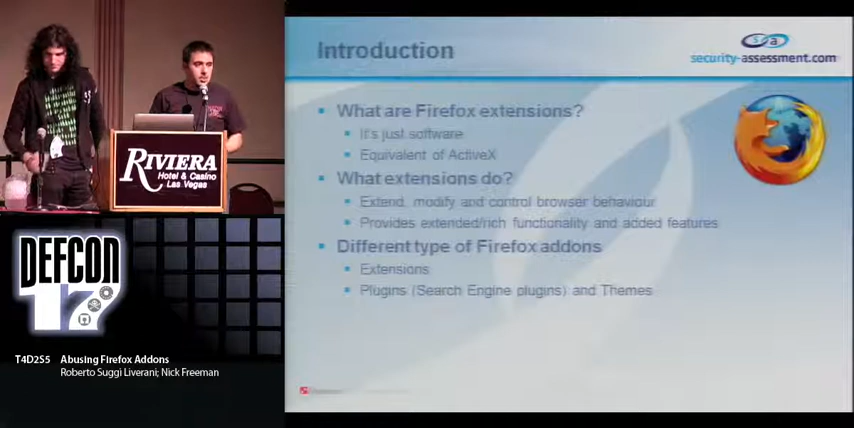 RIVIERA
Hotel & Casino
Las Vegas
DEFCON
17
T4D2S5 Abusing Firefox Addons
Roberto Suggi Liverani; Nick Freeman
Introduction
s a
security-assessment.com
What are Firefox extensions?
It's just software
Equivalent of ActiveX
What extensions do?
Extend, modify and control browser behaviour
Provides extended/rich functionality and added features
Different type of Firefox addons
Extensions
Plugins (Search Engine plugins) and Themes